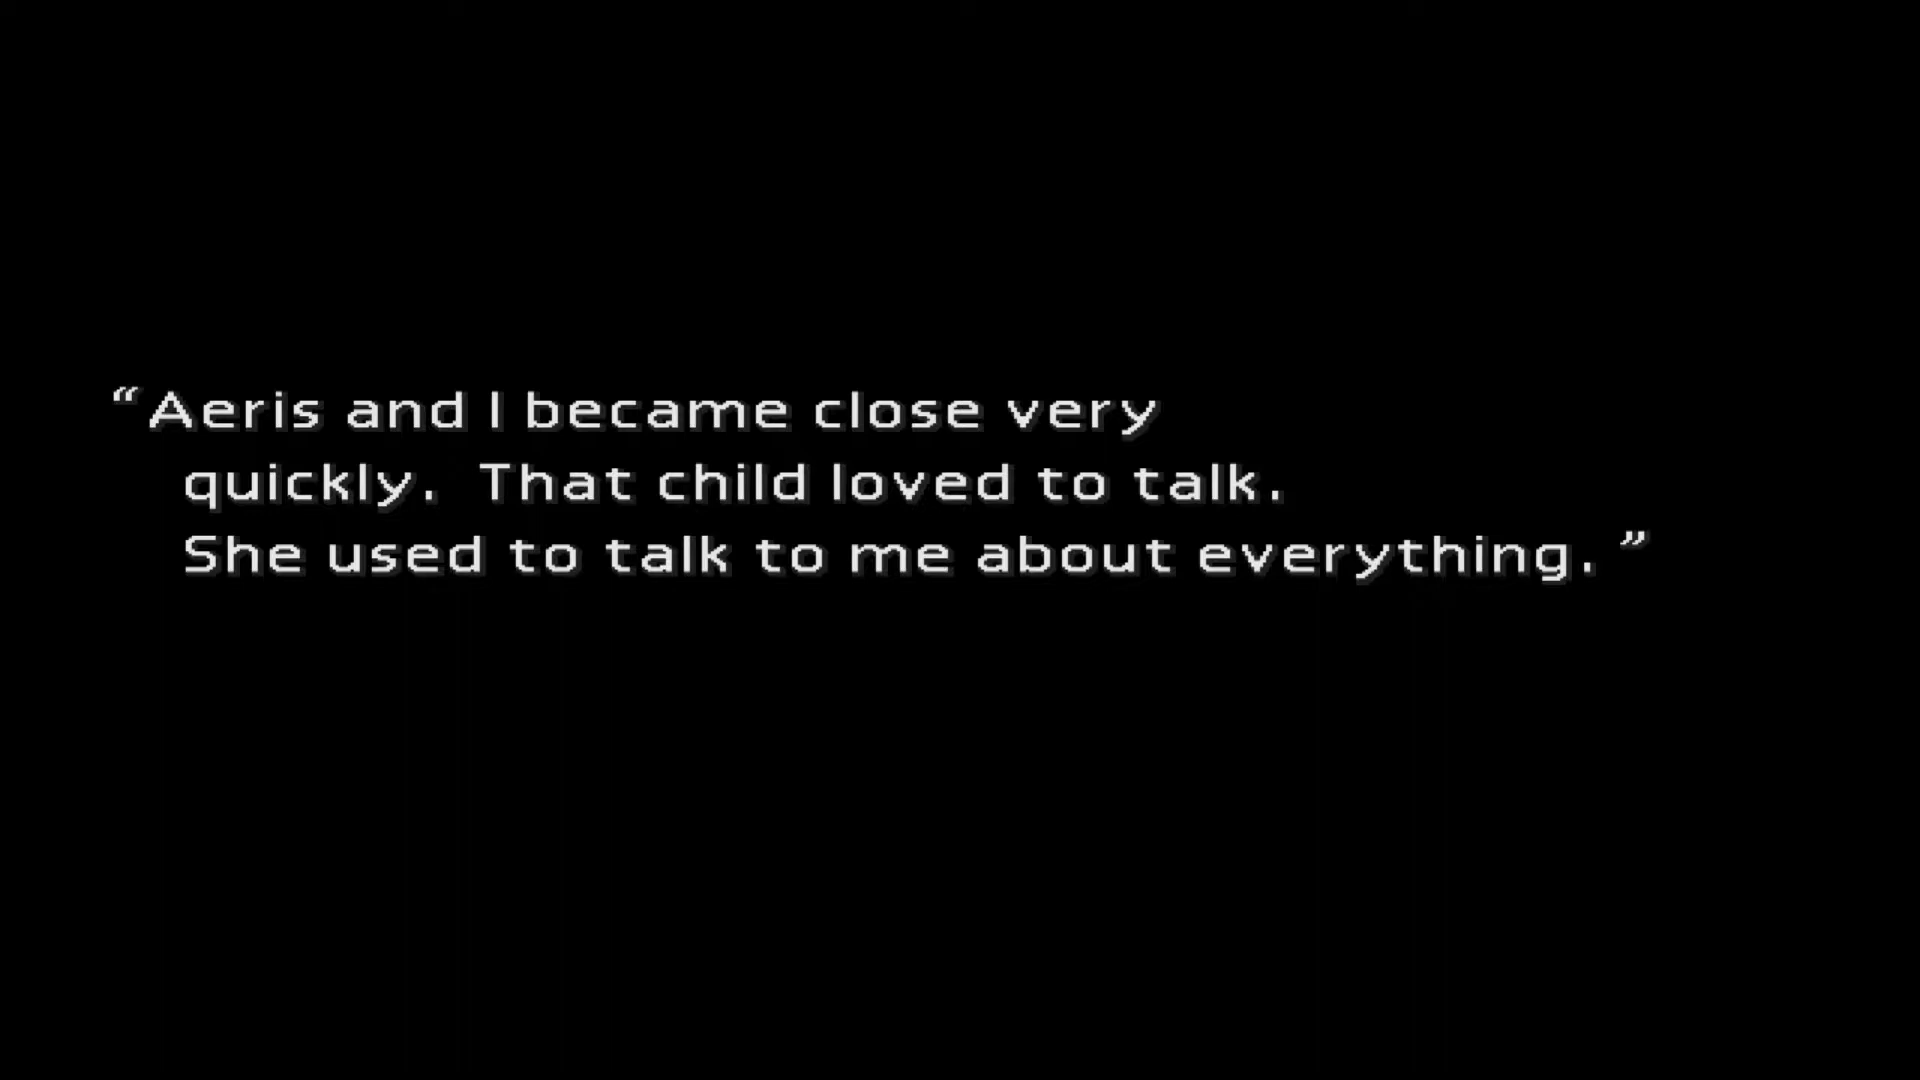 “Aeris and I became close very
quickly. That child loved to talk.
She used to talk to me about everything.”